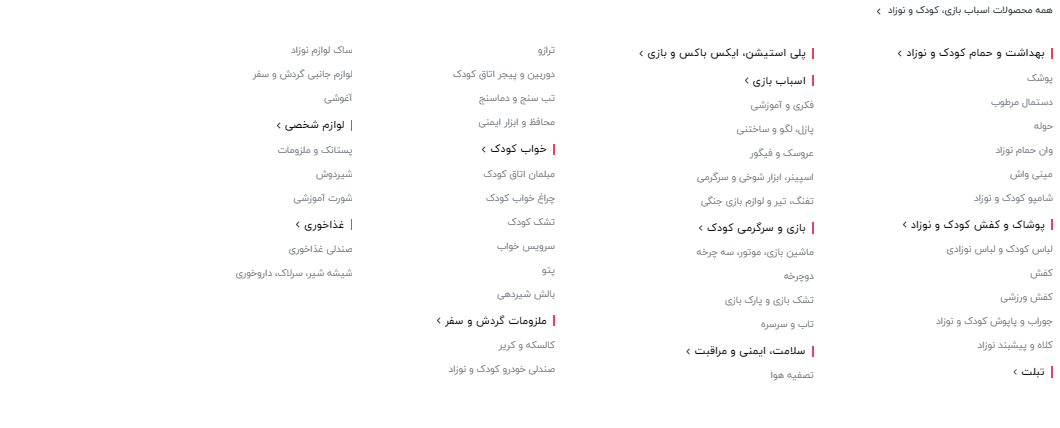 همه محصولات اسباب بازی، کودک و نوزاد
بهداشت و حمام کودک و نوزاد
پوشک
دستمال مرطوب
حوله
وان حمام نوزاد
مینی واش
شامپو کودک و نوزاد
پوشاک و کفش کودک و نوزاد
لباس کودک و لباس نوزادی
کفش
کفش ورزشی
جوراب و پاپوش کودک و نوزاد
کلاه و پیشبند نوزاد
تبلت
پلی استیشن، ایکس باکس و بازی
اسباب بازی
فکری و آموزشی
پازل، لگو و ساختنی
عروسک و فیگور
اسپینر، ابزار شوخی و سرگرمی
تفنگ، تیر و لوازم بازی جنگی
بازی و سرگرمی کودک
ماشین بازی، موتور، سه چرخه
دوچرخه
تشک بازی و پارک بازی
تاب و سرسره
سلامت، ایمنی و مراقبت
تصفیه هوا
ترازو
دوربین و پیجر اتاق کودک
تب سنج و دماسنج
محافظ و ابزار ایمنی
خواب کودک
مبلمان اتاق کودک
چراغ خواب کودک
تشک کودک
سرویس خواب
پتو
بالش شیردهی
ملزومات گردش و سفر
کالسکه و کریر
صندلی خودرو کودک و نوزاد
ساک لوازم نوزاد
لوازم جانبی گردش و سفر
آغوشی
لوازم شخصی
پستانک و ملزومات
شیردوش
شورت آموزشی
غذاخوری
صندلی غذاخوری
شیشه شیر، سرلاک، داروخوری